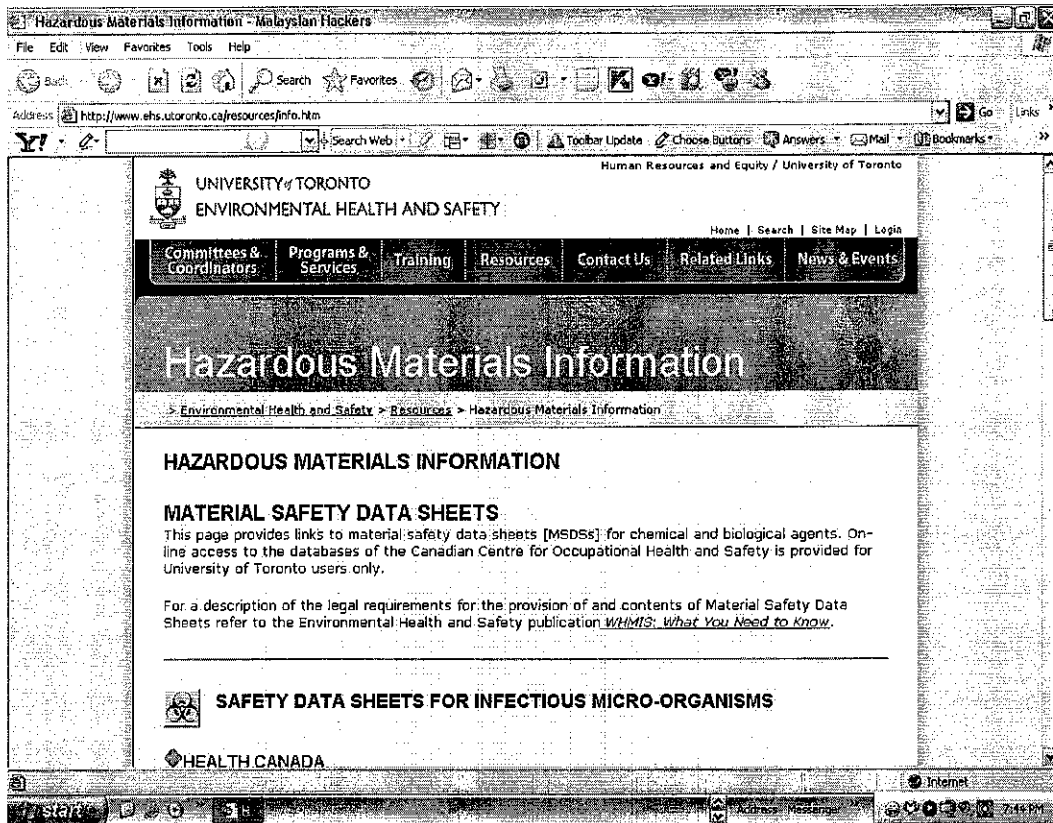 Hazardous Materials Information - Malaysian Hackers
File Edit View Favorites Tools Help
Back Search Favorites
Address http://www.ehs.utoronto.ca/resources/info.htm Go Links
Y! Search Web Toolbar Update Choose Buttons Answers Mail Bookmarks
Human Resources and Equity / University of Toronto
UNIVERSITY of TORONTO
ENVIRONMENTAL HEALTH AND SAFETY
Home | Search | Site Map | Login
Committees & Coordinators Programs & Services Training Resources Contact Us Related Links News & Events
Hazardous Materials Information
> Environmental Health and Safety > Resources > Hazardous Materials Information
HAZARDOUS MATERIALS INFORMATION
MATERIAL SAFETY DATA SHEETS
This page provides links to material safety data sheets [MSDSs] for chemical and biological agents. On-
line access to the databases of the Canadian Centre for Occupational Health and Safety is provided for
University of Toronto users only.
For a description of the legal requirements for the provision of and contents of Material Safety Data
Sheets refer to the Environmental Health and Safety publication WHMIS: What You Need to Know.
SAFETY DATA SHEETS FOR INFECTIOUS MICRO-ORGANISMS
HEALTH CANADA
Internet
start Address Messenger 7:44 PM